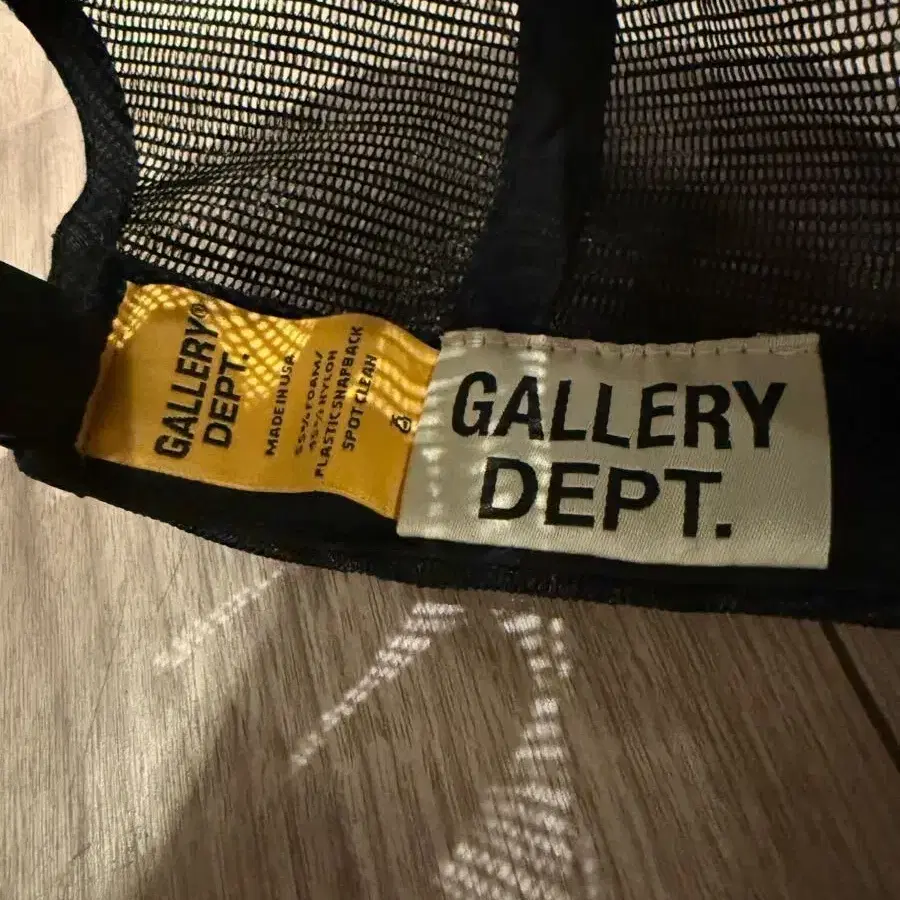 GALLERY®
DEPT.
MADE IN USA
55% FOAM/
45% NYLON
PLASTIC SNAPBACK
SPOT CLEAN
GALLERY
DEPT.